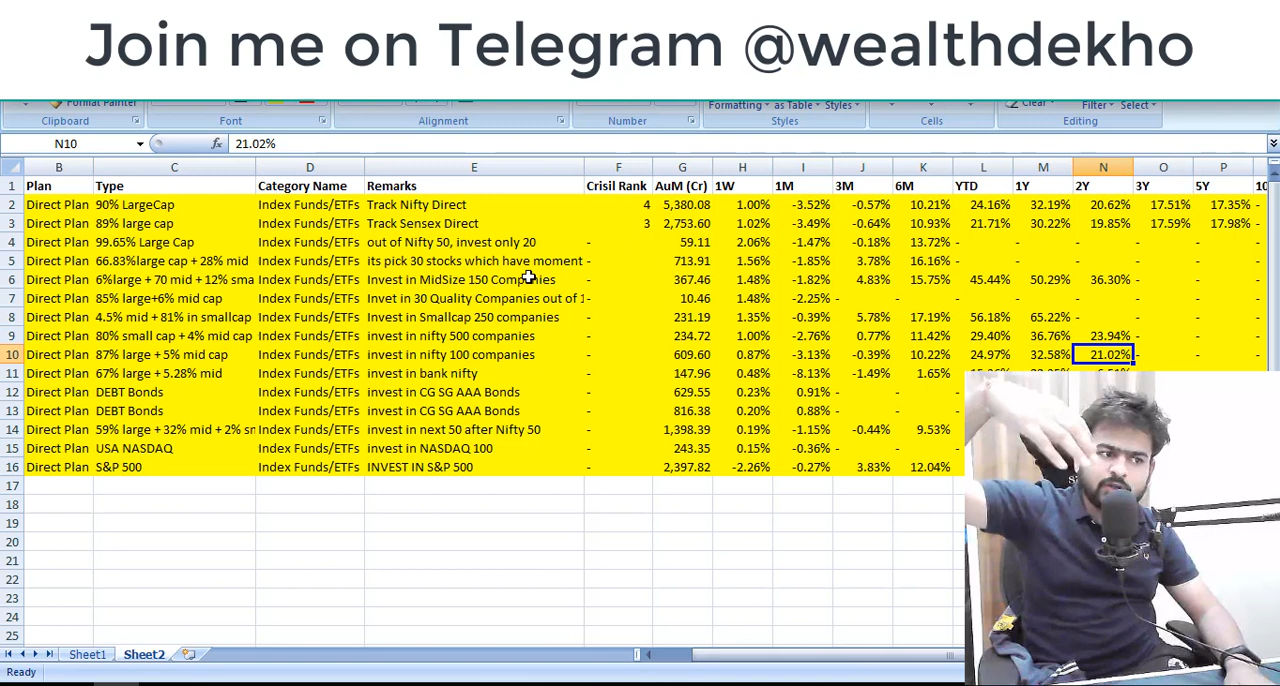 Join me on Telegram @wealthdekho
Format Painter Formatting as Table Styles Clear Filter Select
Clipboard Font Alignment Number Styles Cells Editing
N10 fx 21.02%
B C D E F G H I J K L M N O P
1 Plan Type Category Name Remarks Crisil Rank AuM (Cr) 1W 1M 3M 6M YTD 1Y 2Y 3Y 5Y 10
2 Direct Plan 90% LargeCap Index Funds/ETFs Track Nifty Direct 4 5,380.08 1.00% -3.52% -0.57% 10.21% 24.16% 32.19% 20.62% 17.51% 17.35% -
3 Direct Plan 89% large cap Index Funds/ETFs Track Sensex Direct 3 2,753.60 1.02% -3.49% -0.64% 10.93% 21.71% 30.22% 19.85% 17.59% 17.98% -
4 Direct Plan 99.65% Large Cap Index Funds/ETFs out of Nifty 50, invest only 20 - 59.11 2.06% -1.47% -0.18% 13.72% - - - - - -
5 Direct Plan 66.83%large cap + 28% mid Index Funds/ETFs its pick 30 stocks which have moment - 713.91 1.56% -1.85% 3.78% 16.16% - - - - - -
6 Direct Plan 6%large + 70 mid + 12% sma Index Funds/ETFs Invest in MidSize 150 Companies - 367.46 1.48% -1.82% 4.83% 15.75% 45.44% 50.29% 36.30% - - -
7 Direct Plan 85% large+6% mid cap Index Funds/ETFs Invet in 30 Quality Companies out of 1 - 10.46 1.48% -2.25% - - - - - - - -
8 Direct Plan 4.5% mid + 81% in smallcap Index Funds/ETFs invest in Smallcap 250 companies - 231.19 1.35% -0.39% 5.78% 17.19% 56.18% 65.22% - - - -
9 Direct Plan 80% small cap + 4% mid cap Index Funds/ETFs invest in nifty 500 companies - 234.72 1.00% -2.76% 0.77% 11.42% 29.40% 36.76% 23.94% - - -
10 Direct Plan 87% large + 5% mid cap Index Funds/ETFs invest in nifty 100 companies - 609.60 0.87% -3.13% -0.39% 10.22% 24.97% 32.58% 21.02% - - -
11 Direct Plan 67% large + 5.28% mid Index Funds/ETFs invest in bank nifty - 147.96 0.48% -8.13% -1.49% 1.65%
12 Direct Plan DEBT Bonds Index Funds/ETFs invest in CG SG AAA Bonds - 629.55 0.23% 0.91% - -
13 Direct Plan DEBT Bonds Index Funds/ETFs invest in CG SG AAA Bonds - 816.38 0.20% 0.88% - -
14 Direct Plan 59% large + 32% mid + 2% sm Index Funds/ETFs invest in next 50 after Nifty 50 - 1,398.39 0.19% -1.15% -0.44% 9.53%
15 Direct Plan USA NASDAQ Index Funds/ETFs invest in NASDAQ 100 - 243.35 0.15% -0.36% - -
16 Direct Plan S&P 500 Index Funds/ETFs INVEST IN S&P 500 - 2,397.82 -2.26% -0.27% 3.83% 12.04%
17
18
19
20
21
22
23
24
25
Sheet1 Sheet2
Ready